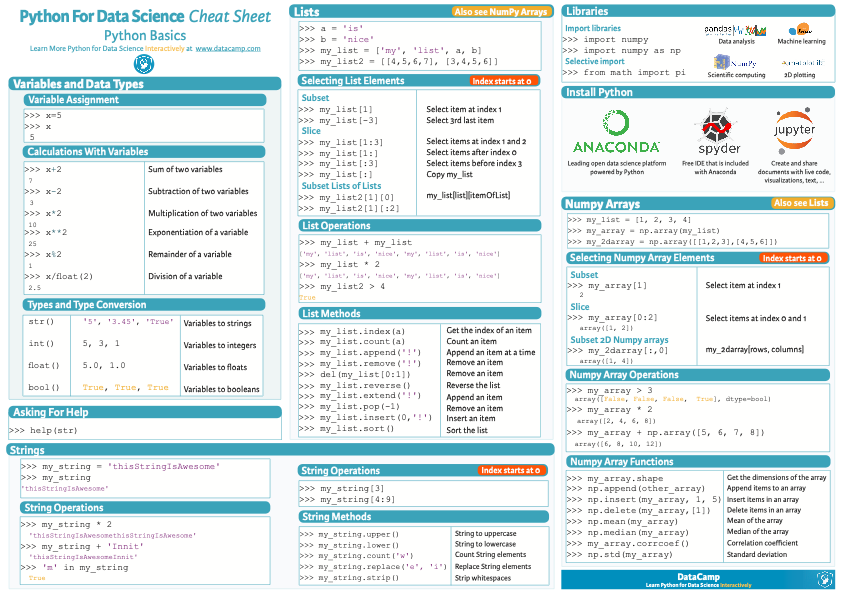 Python For Data Science Cheat Sheet
Python Basics
Learn More Python for Data Science Interactively at www.datacamp.com
Variables and Data Types
Variable Assignment
>>> x=5
>>> x
5
Calculations With Variables
>>> x+2 Sum of two variables
7
>>> x-2 Subtraction of two variables
3
>>> x*2 Multiplication of two variables
10
>>> x**2 Exponentiation of a variable
25
>>> x%2 Remainder of a variable
1
>>> x/float(2) Division of a variable
2.5
Types and Type Conversion
str() '5', '3.45', 'True' Variables to strings
int() 5, 3, 1 Variables to integers
float() 5.0, 1.0 Variables to floats
bool() True, True, True Variables to booleans
Asking For Help
>>> help(str)
Lists Also see NumPy Arrays
>>> a = 'is'
>>> b = 'nice'
>>> my_list = ['my', 'list', a, b]
>>> my_list2 = [[4,5,6,7], [3,4,5,6]]
Selecting List Elements Index starts at 0
Subset
>>> my_list[1] Select item at index 1
>>> my_list[-3] Select 3rd last item
Slice
>>> my_list[1:3] Select items at index 1 and 2
>>> my_list[1:] Select items after index 0
>>> my_list[:3] Select items before index 3
>>> my_list[:] Copy my_list
Subset Lists of Lists
>>> my_list2[1][0] my_list[list][itemOfList]
>>> my_list2[1][:2]
List Operations
>>> my_list + my_list
['my', 'list', 'is', 'nice', 'my', 'list', 'is', 'nice']
>>> my_list * 2
['my', 'list', 'is', 'nice', 'my', 'list', 'is', 'nice']
>>> my_list2 > 4
True
List Methods
>>> my_list.index(a) Get the index of an item
>>> my_list.count(a) Count an item
>>> my_list.append('!') Append an item at a time
>>> my_list.remove('!') Remove an item
>>> del(my_list[0:1]) Remove an item
>>> my_list.reverse() Reverse the list
>>> my_list.extend('!') Append an item
>>> my_list.pop(-1) Remove an item
>>> my_list.insert(0,'!') Insert an item
>>> my_list.sort() Sort the list
Strings
>>> my_string = 'thisStringIsAwesome'
>>> my_string
'thisStringIsAwesome'
String Operations
>>> my_string * 2
'thisStringIsAwesomethisStringIsAwesome'
>>> my_string + 'Innit'
'thisStringIsAwesomeInnit'
>>> 'm' in my_string
True
String Operations Index starts at 0
>>> my_string[3]
>>> my_string[4:9]
String Methods
>>> my_string.upper() String to uppercase
>>> my_string.lower() String to lowercase
>>> my_string.count('w') Count String elements
>>> my_string.replace('e', 'i') Replace String elements
>>> my_string.strip() Strip whitespaces
Libraries
Import libraries
>>> import numpy
>>> import numpy as np
Selective import
>>> from math import pi
pandas
Data analysis
Machine learning
NumPy
Scientific computing
matplotlib
2D plotting
Install Python
ANACONDA
Leading open data science platform
powered by Python
spyder
Free IDE that is included
with Anaconda
jupyter
Create and share
documents with live code,
visualizations, text, ...
Numpy Arrays Also see Lists
>>> my_list = [1, 2, 3, 4]
>>> my_array = np.array(my_list)
>>> my_2darray = np.array([[1,2,3],[4,5,6]])
Selecting Numpy Array Elements Index starts at 0
Subset
>>> my_array[1] Select item at index 1
2
Slice
>>> my_array[0:2] Select items at index 0 and 1
array([1, 2])
Subset 2D Numpy arrays
>>> my_2darray[:,0] my_2darray[rows, columns]
array([1, 4])
Numpy Array Operations
>>> my_array > 3
array([False, False, False, True], dtype=bool)
>>> my_array * 2
array([2, 4, 6, 8])
>>> my_array + np.array([5, 6, 7, 8])
array([6, 8, 10, 12])
Numpy Array Functions
>>> my_array.shape Get the dimensions of the array
>>> np.append(other_array) Append items to an array
>>> np.insert(my_array, 1, 5) Insert items in an array
>>> np.delete(my_array,[1]) Delete items in an array
>>> np.mean(my_array) Mean of the array
>>> np.median(my_array) Median of the array
>>> my_array.corrcoef() Correlation coefficient
>>> np.std(my_array) Standard deviation
DataCamp
Learn Python for Data Science Interactively